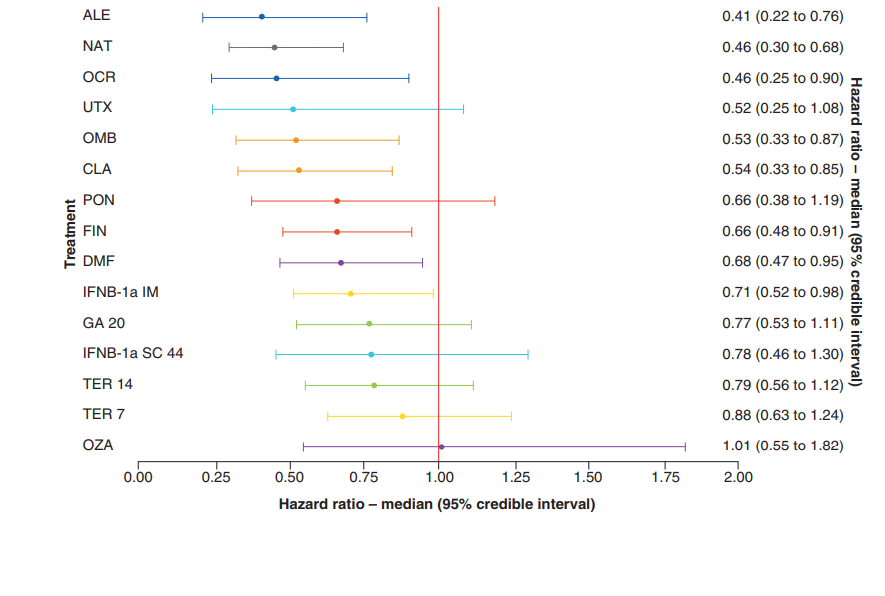 ALE 0.41 (0.22 to 0.76)
NAT 0.46 (0.30 to 0.68)
OCR 0.46 (0.25 to 0.90)
UTX 0.52 (0.25 to 1.08)
OMB 0.53 (0.33 to 0.87)
CLA 0.54 (0.33 to 0.85)
PON 0.66 (0.38 to 1.19)
FIN 0.66 (0.48 to 0.91)
DMF 0.68 (0.47 to 0.95)
IFNB-1a IM 0.71 (0.52 to 0.98)
GA 20 0.77 (0.53 to 1.11)
IFNB-1a SC 44 0.78 (0.46 to 1.30)
TER 14 0.79 (0.56 to 1.12)
TER 7 0.88 (0.63 to 1.24)
OZA 1.01 (0.55 to 1.82)
Treatment
Hazard ratio – median (95% credible interval)
0.00 0.25 0.50 0.75 1.00 1.25 1.50 1.75 2.00
Hazard ratio – median (95% credible interval)